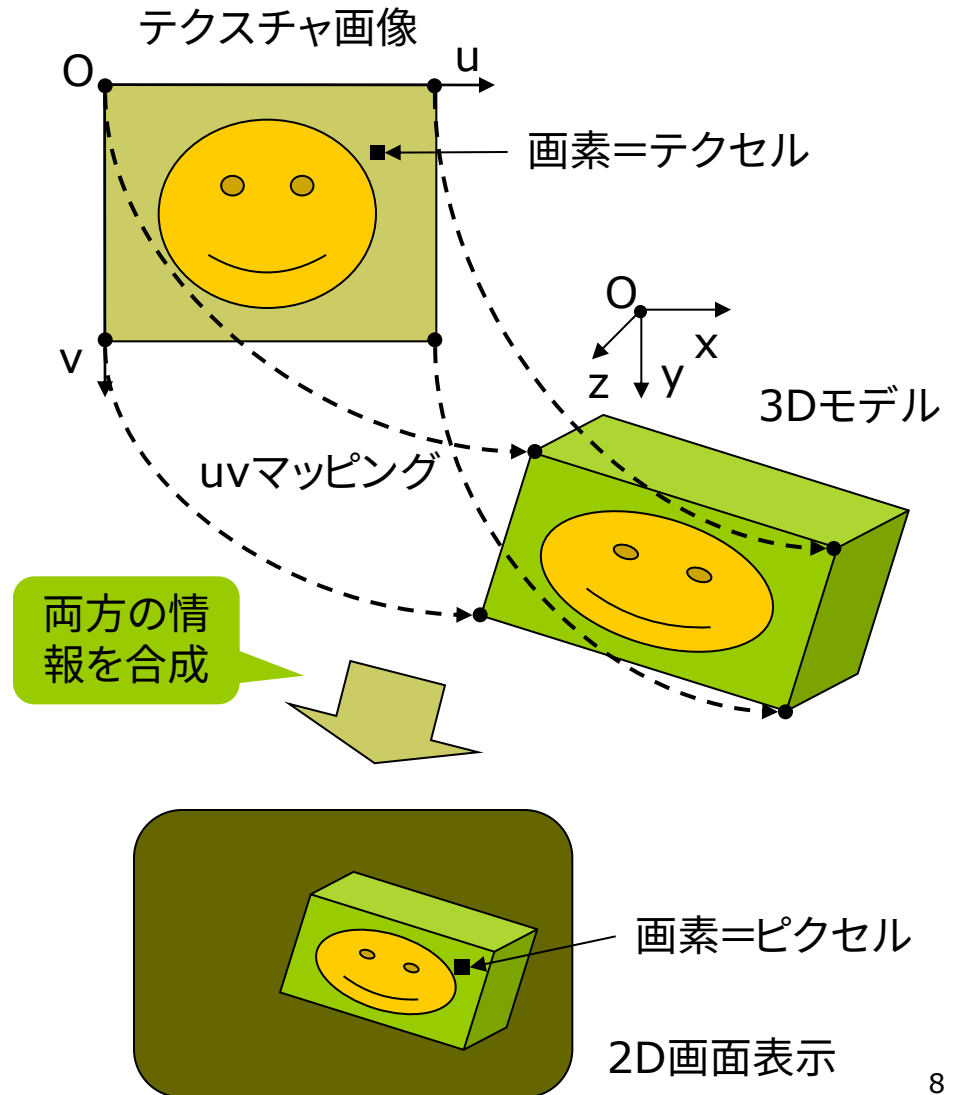 テクスチャ画像
O
u
画素＝テクセル
v
O
x
y
z
3Dモデル
uvマッピング
両方の情
報を合成
画素＝ピクセル
2D画面表示
8